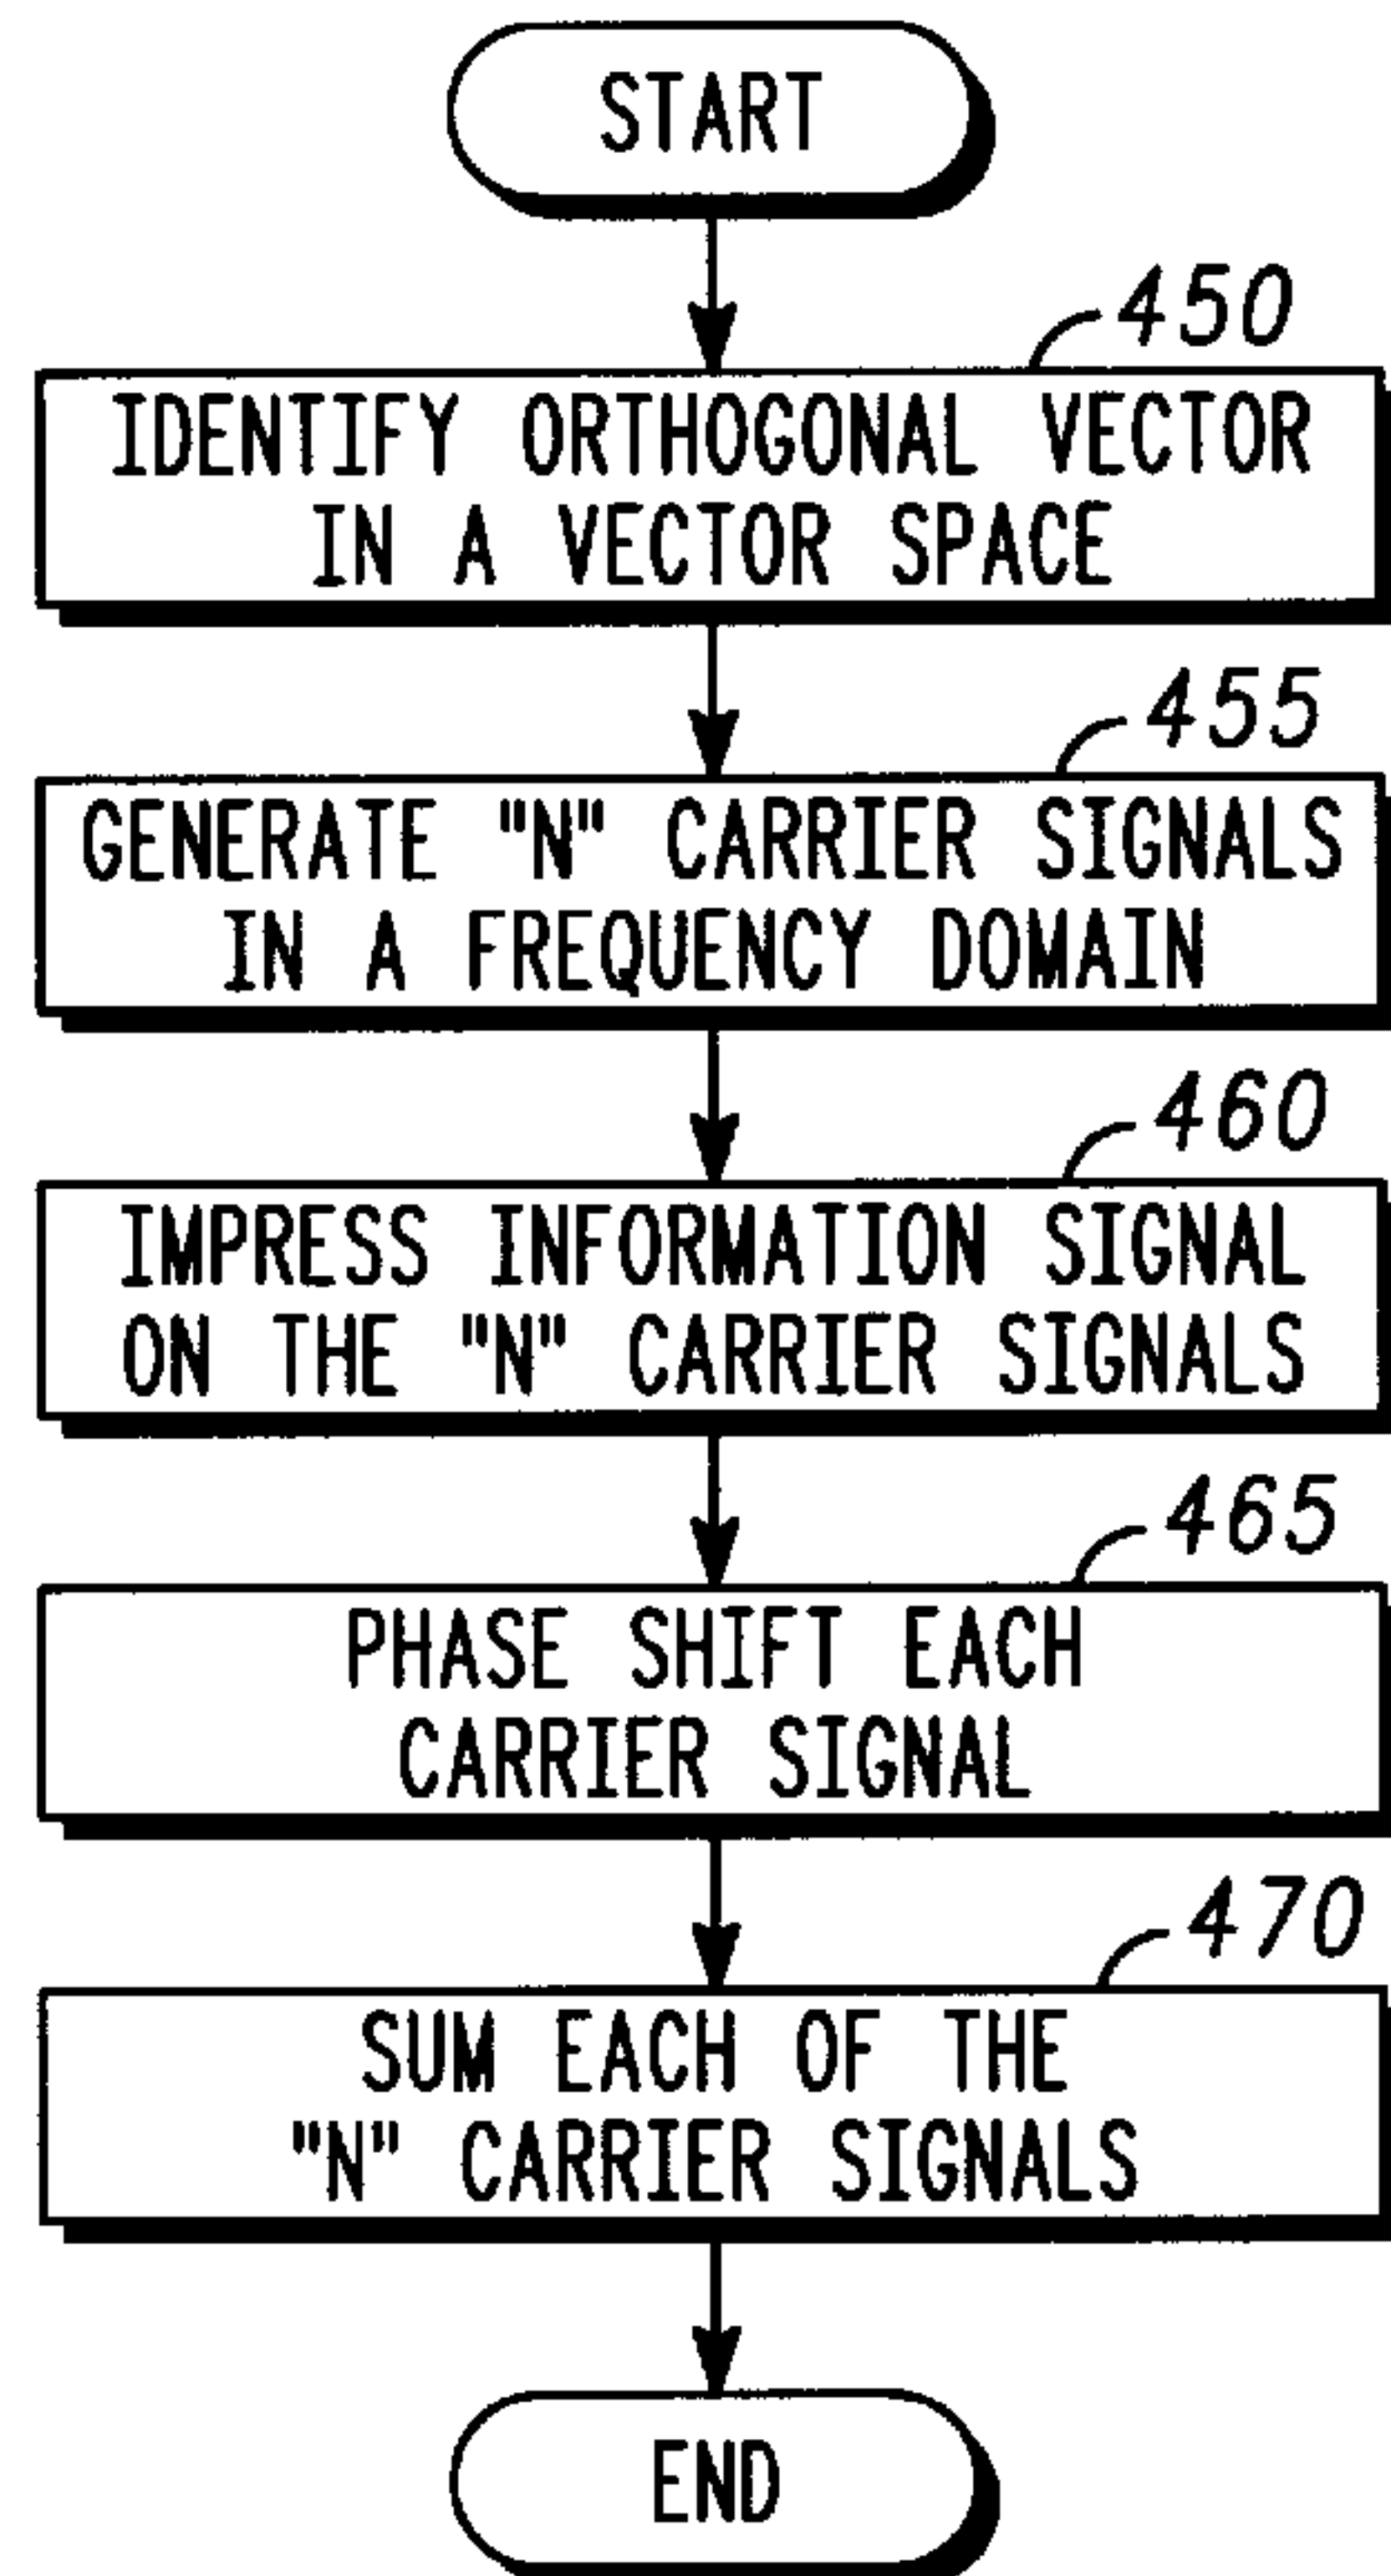 START
450
IDENTIFY ORTHOGONAL VECTOR
IN A VECTOR SPACE
455
GENERATE "N" CARRIER SIGNALS
IN A FREQUENCY DOMAIN
460
IMPRESS INFORMATION SIGNAL
ON THE "N" CARRIER SIGNALS
465
PHASE SHIFT EACH
CARRIER SIGNAL
470
SUM EACH OF THE
"N" CARRIER SIGNALS
END